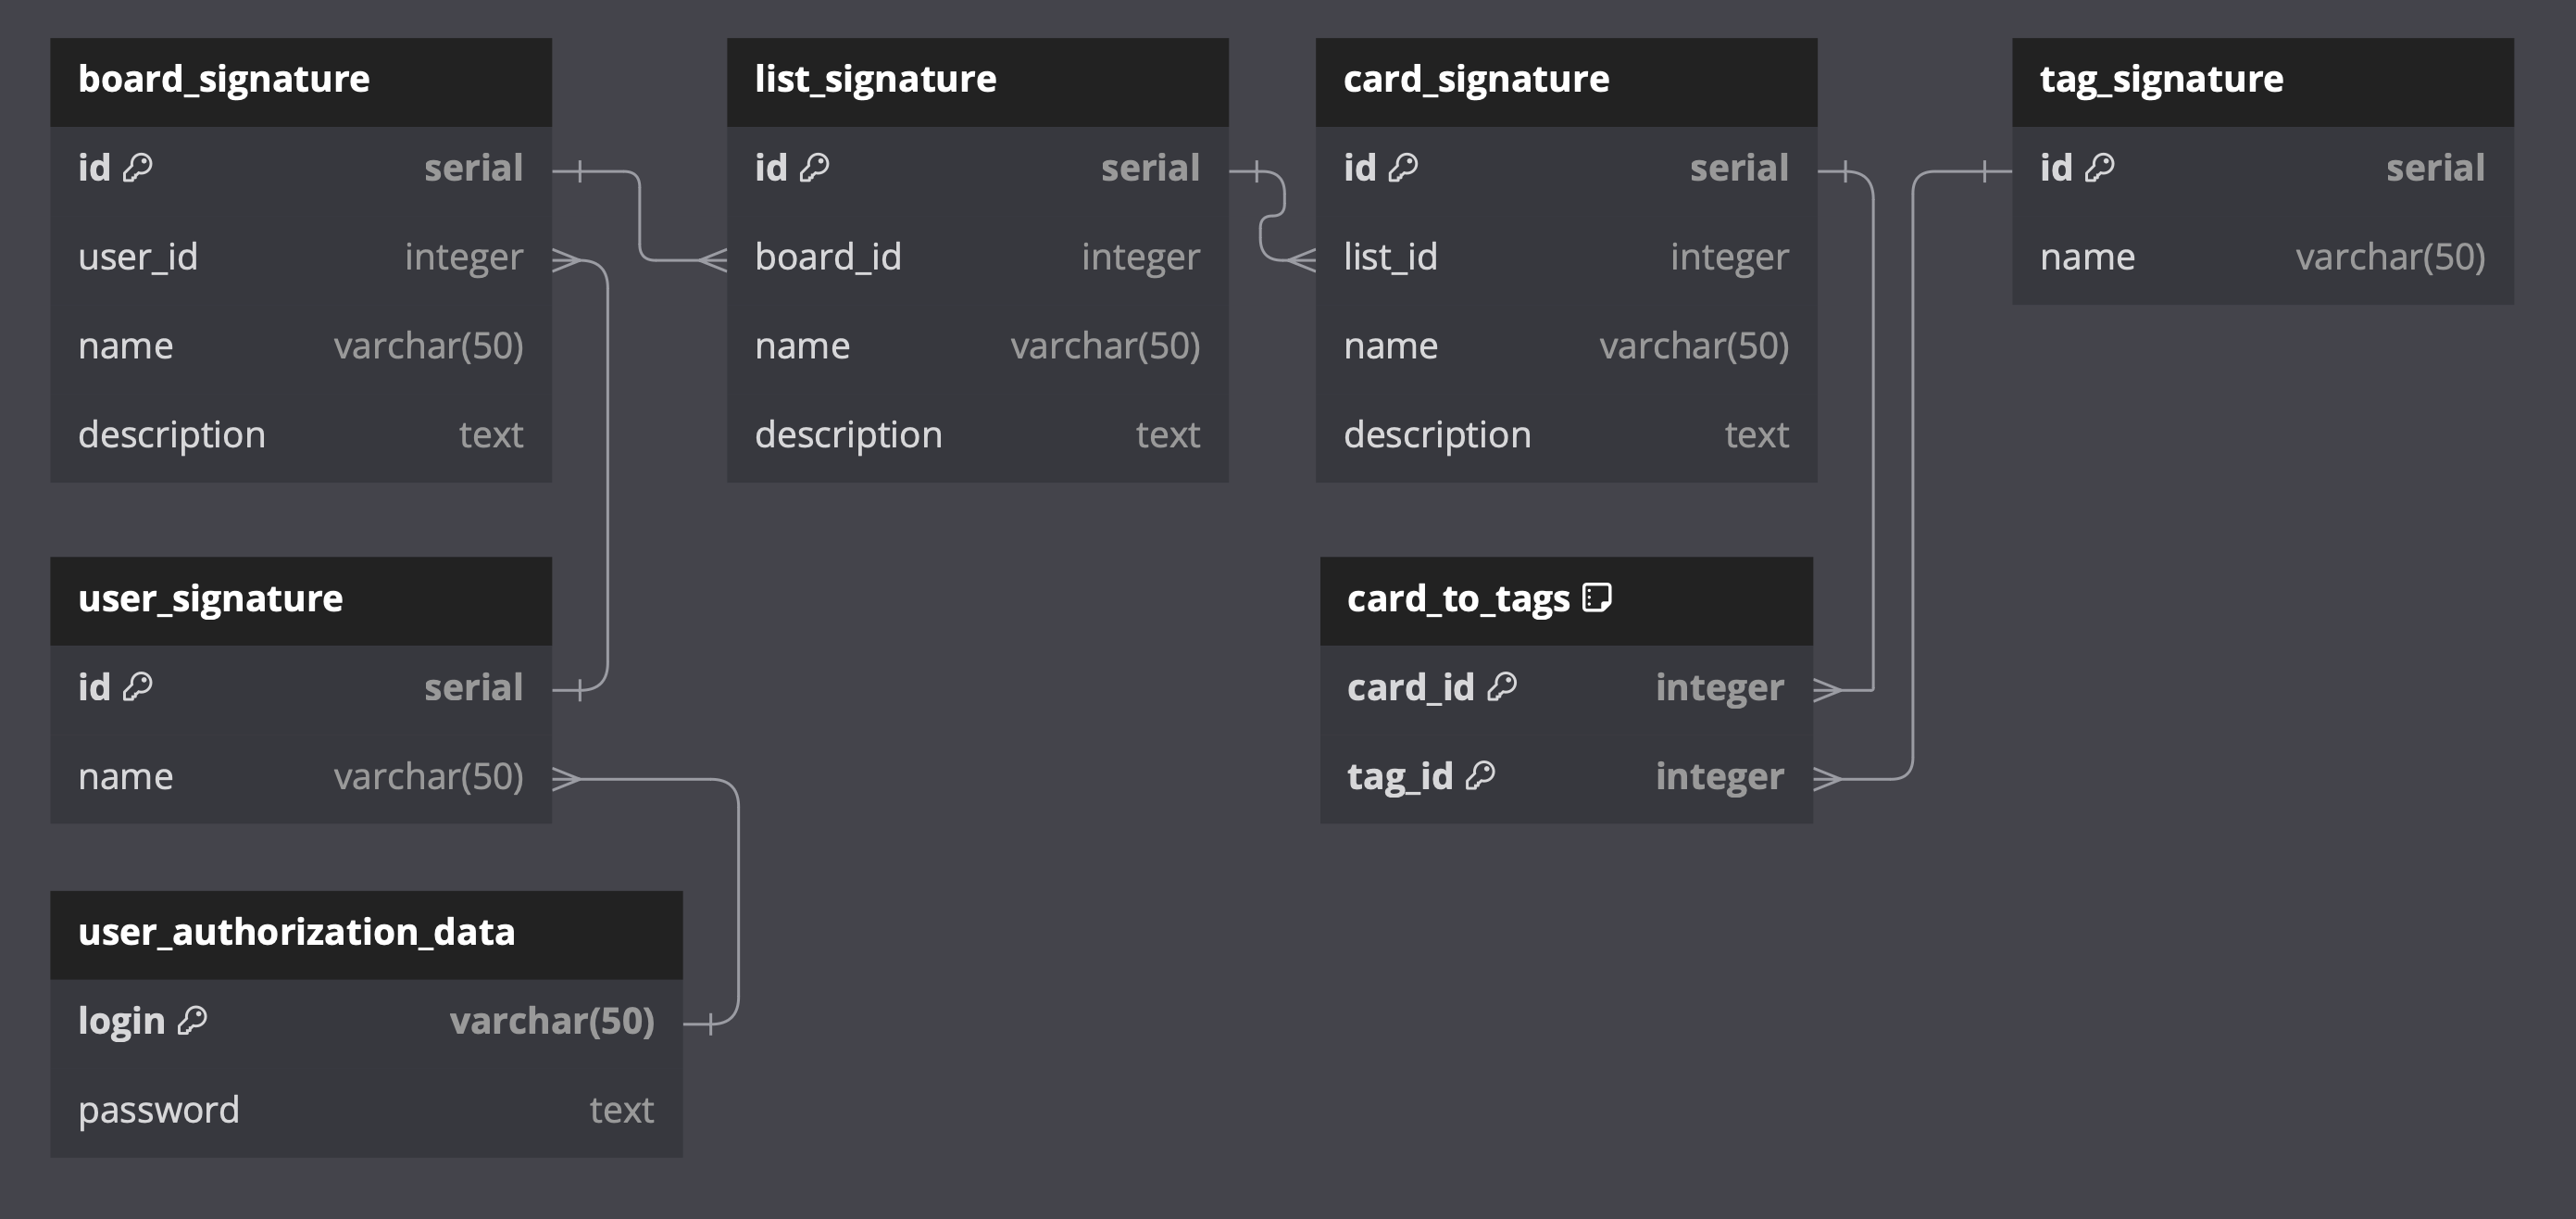 board_signature
id serial
user_id integer
name varchar(50)
description text
list_signature
id serial
board_id integer
name varchar(50)
description text
card_signature
id serial
list_id integer
name varchar(50)
description text
tag_signature
id serial
name varchar(50)
user_signature
id serial
name varchar(50)
card_to_tags
card_id integer
tag_id integer
user_authorization_data
login varchar(50)
password text